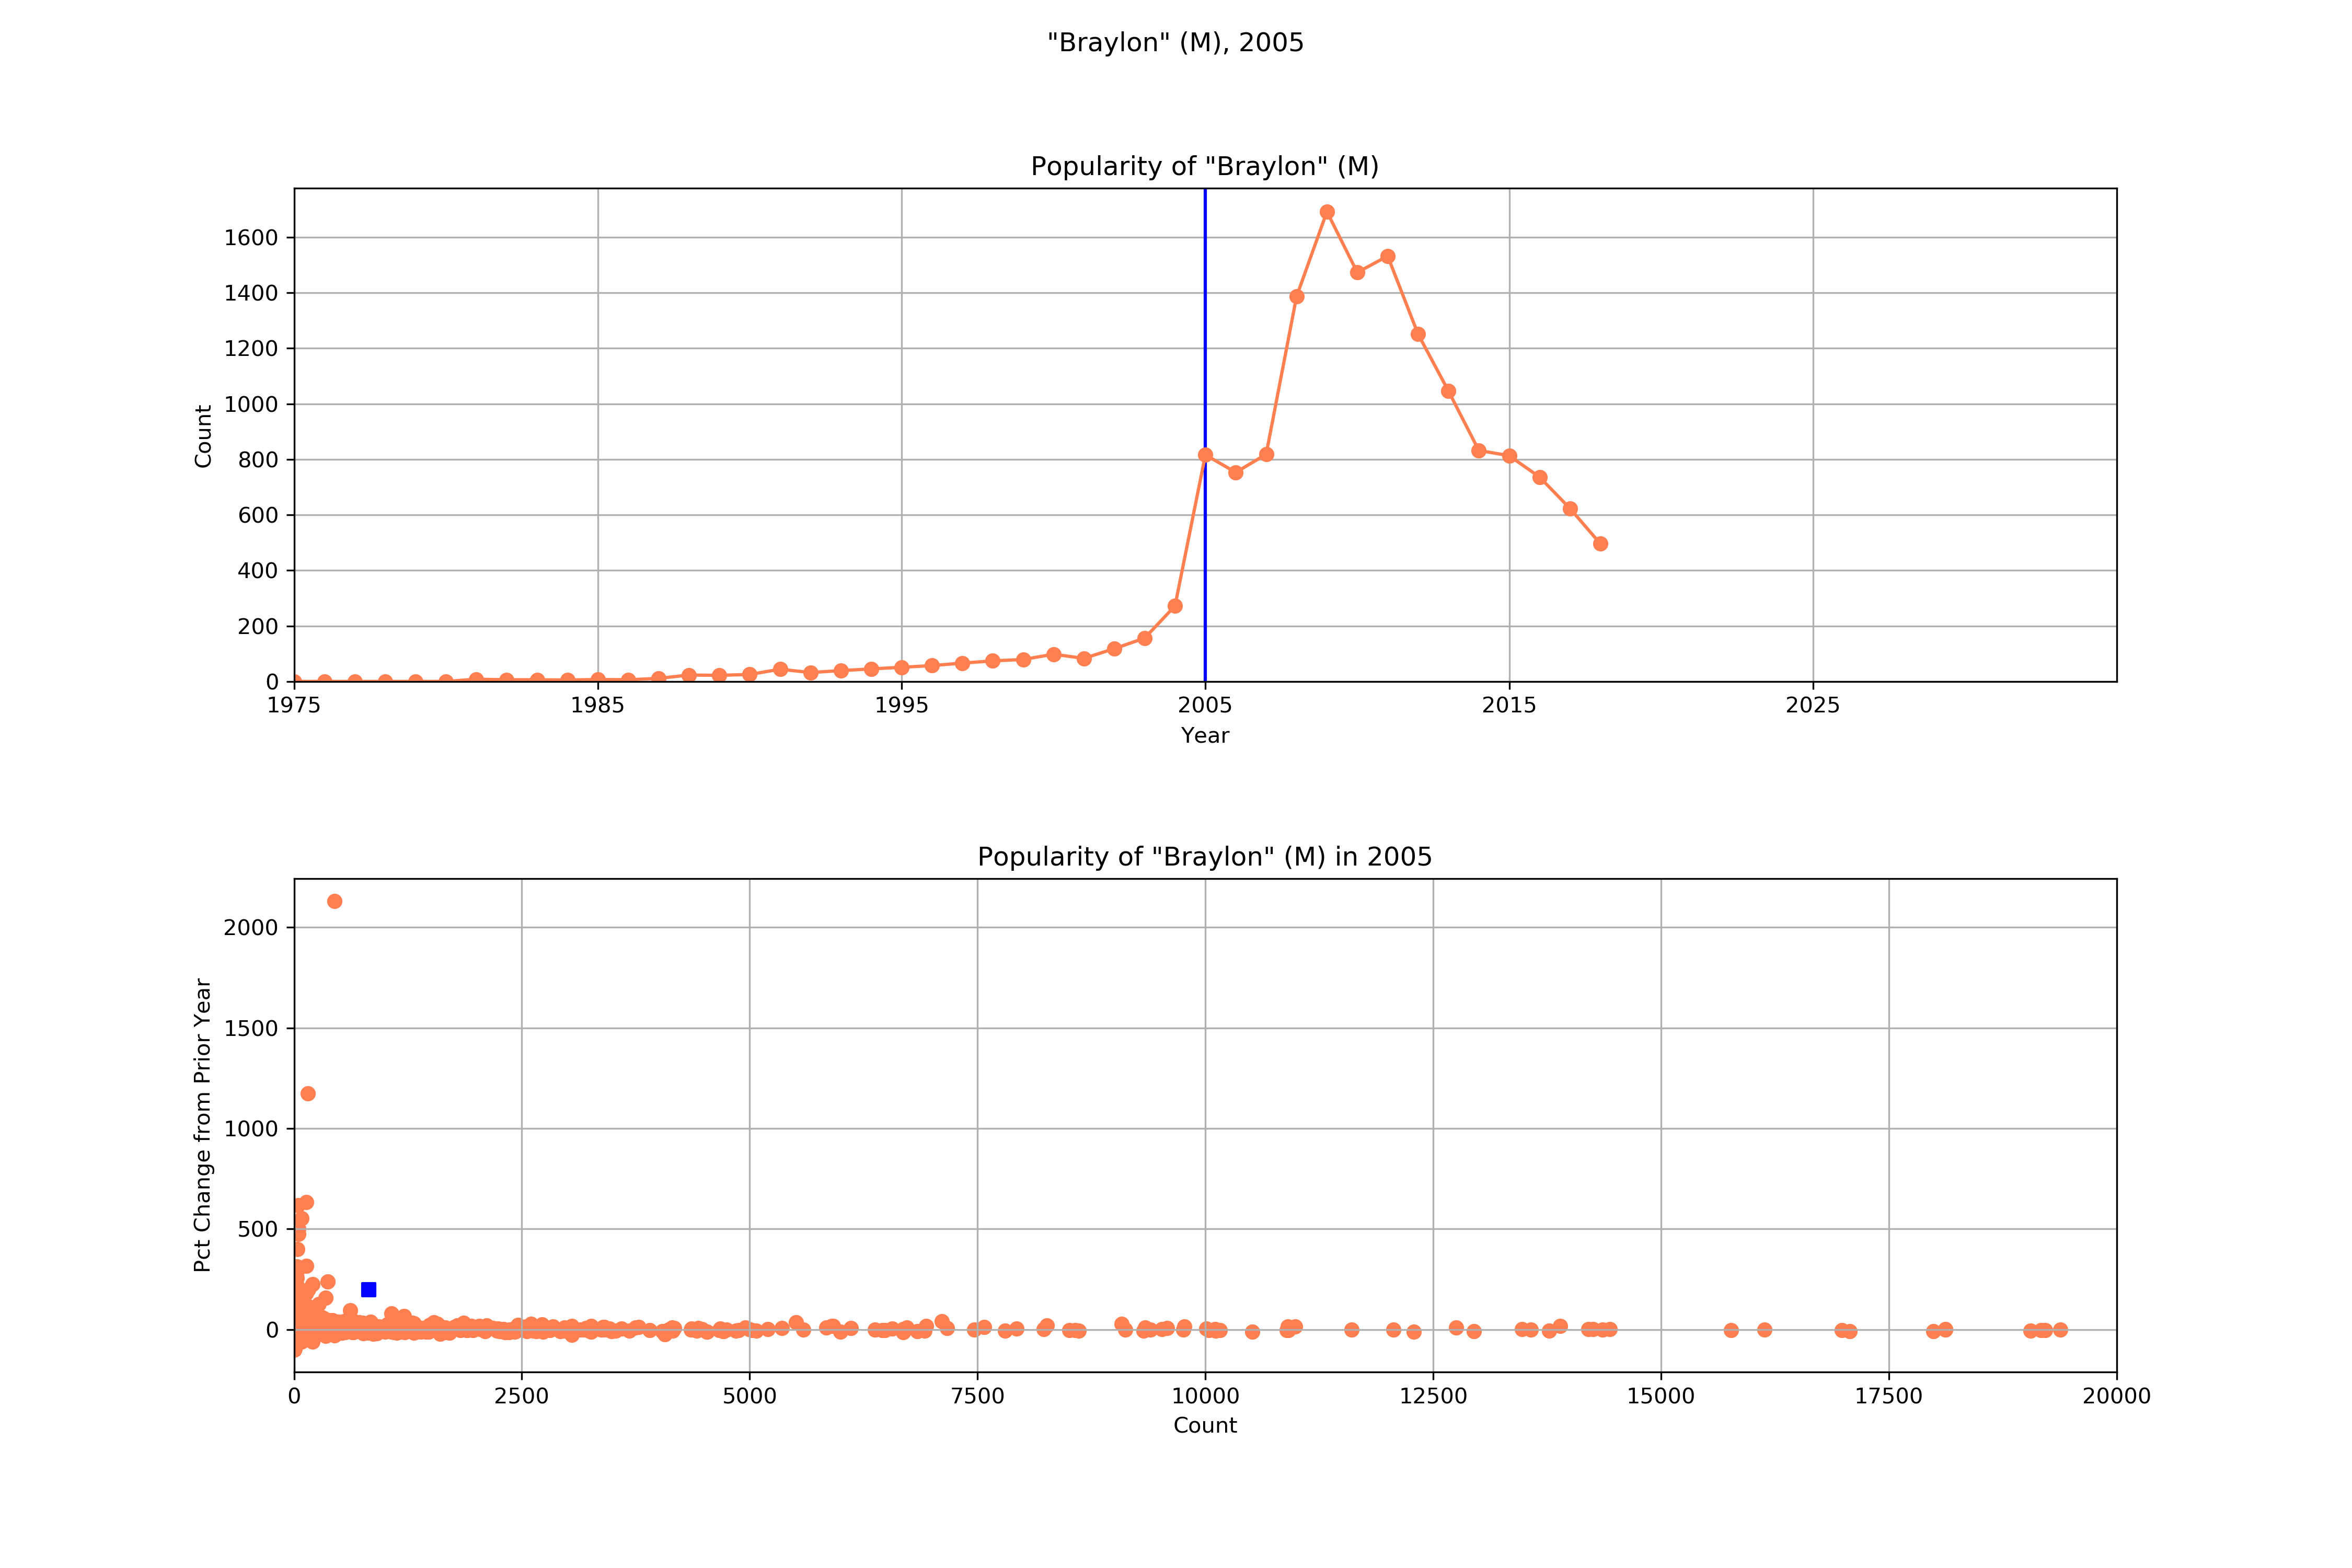 "Braylon" (M), 2005
Popularity of "Braylon" (M)
1600
1400
1200
1000
800
600
400
200
0
Count
1975 1985 1995 2005 2015 2025
Year
Popularity of "Braylon" (M) in 2005
2000
1500
1000
500
0
Pct Change from Prior Year
0 2500 5000 7500 10000 12500 15000 17500 20000
Count